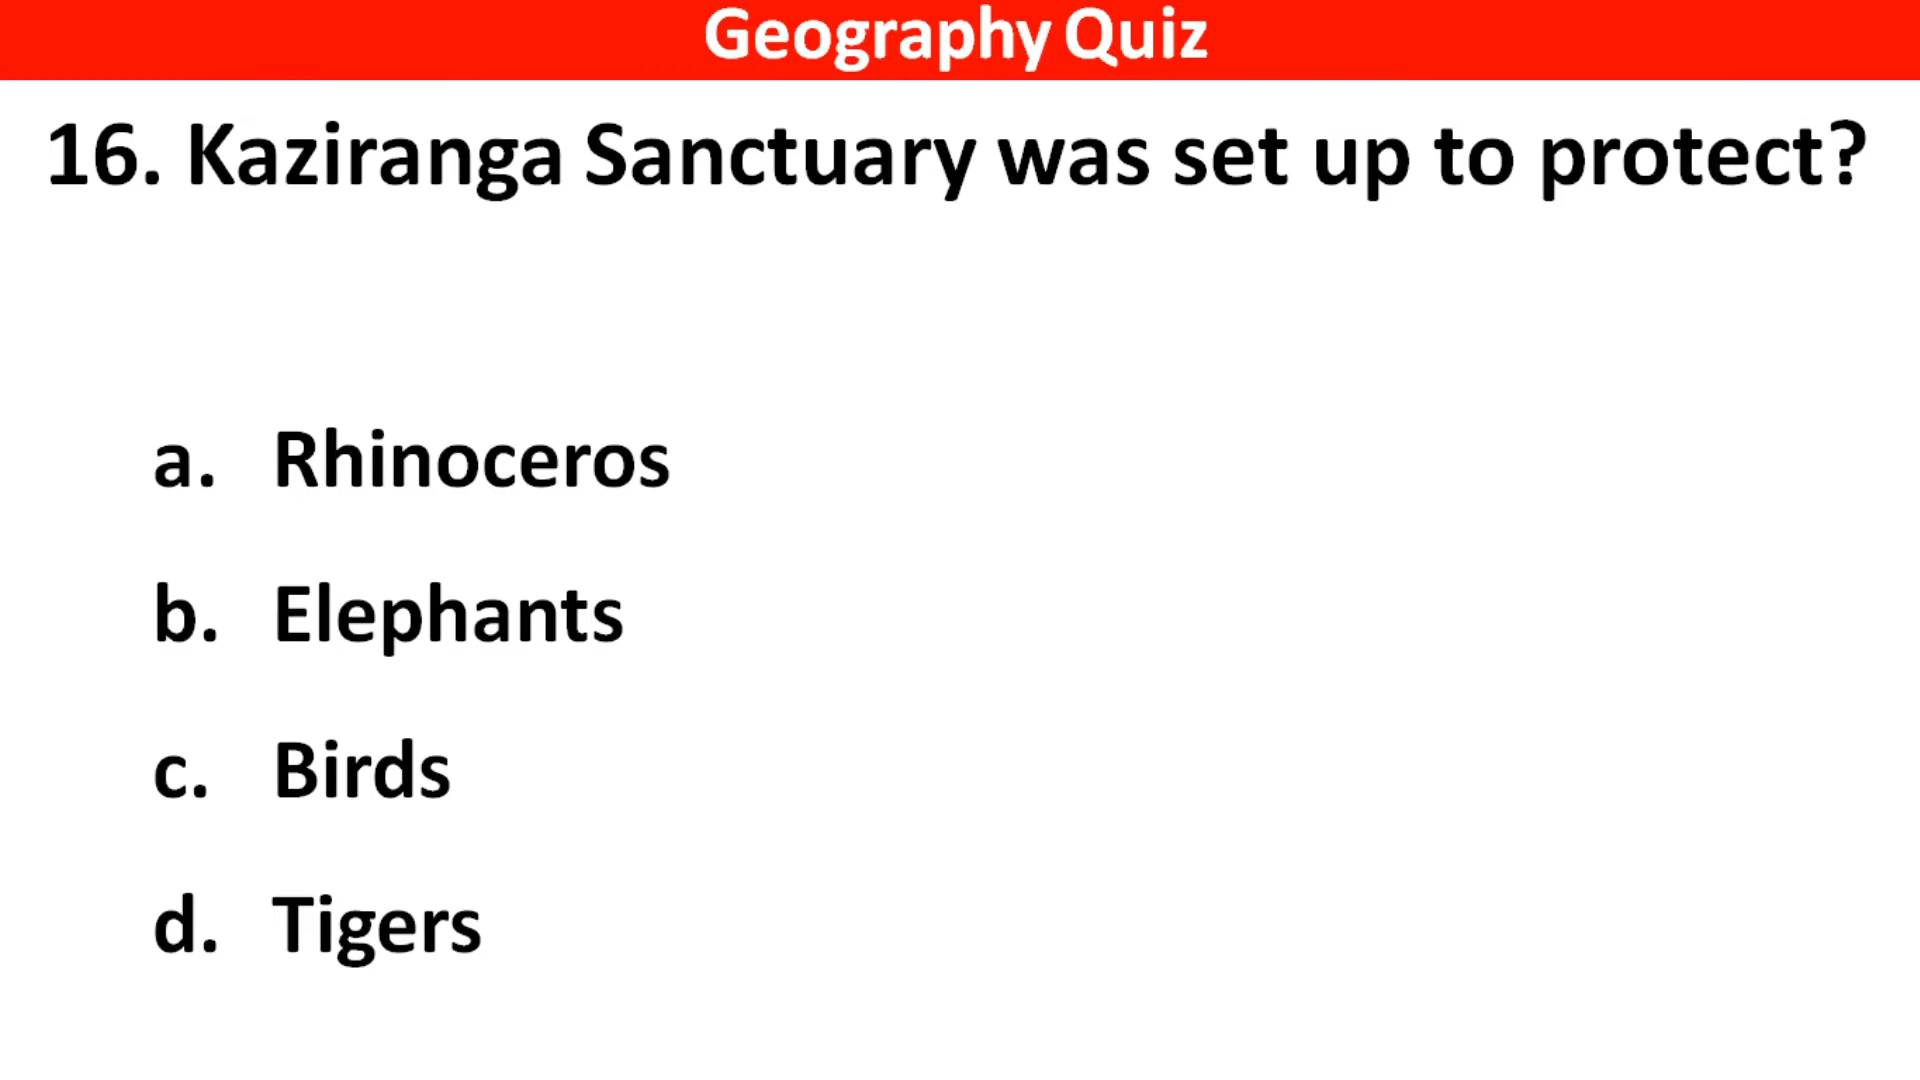 Geography Quiz
16. Kaziranga Sanctuary was set up to protect?
a. Rhinoceros
b. Elephants
c. Birds
d. Tigers